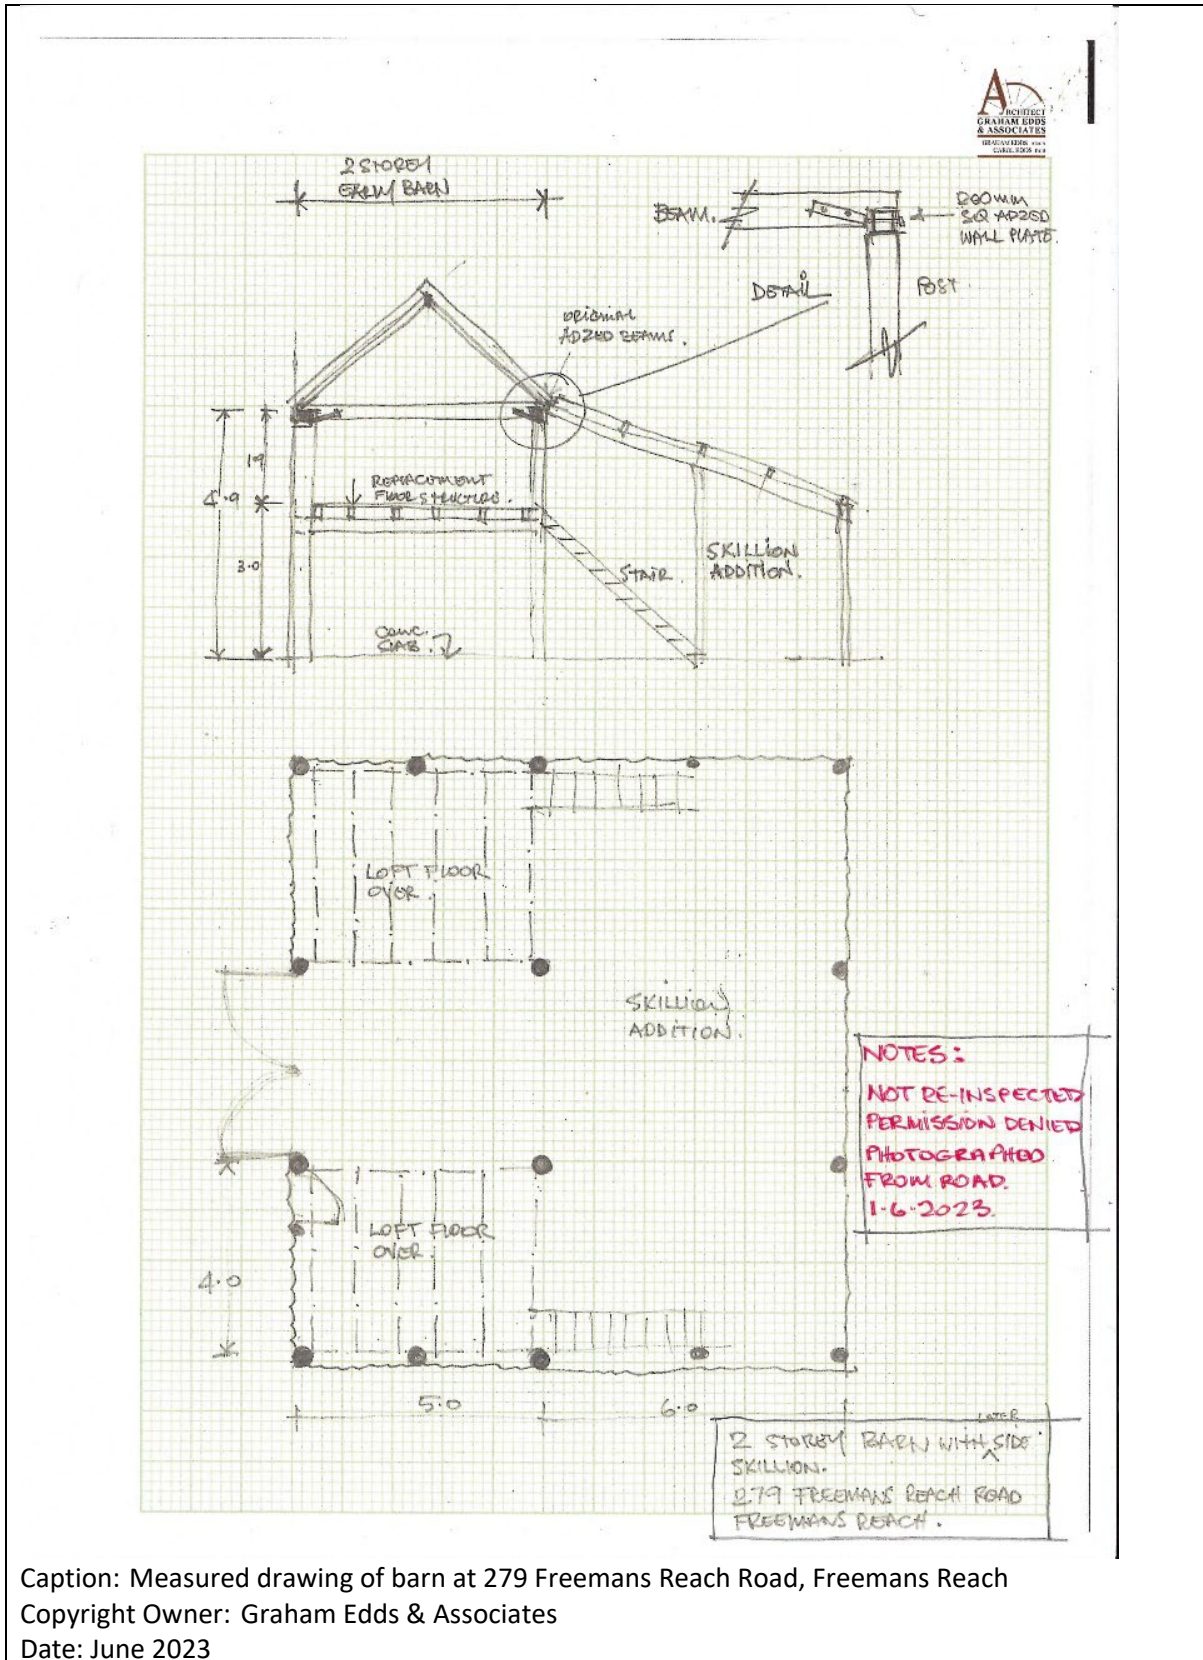 ARCHITECT
GRAHAM EDDS
& ASSOCIATES
2 STOREY
EARLY BARN
BEAM.
200MM
SQ ADZED
WALL PLATE.
DETAIL
POST
ORIGINAL
ADZED BEAMS.
1.9
4.9
REPLACEMENT
FLOOR STRUCTURE.
3.0
STAIR
SKILLION
ADDITION.
CONC.
SLAB.
LOFT FLOOR
OVER.
SKILLION
ADDITION.
NOTES:
NOT RE-INSPECTED
PERMISSION DENIED
PHOTOGRAPHED
FROM ROAD.
1-6-2023.
LOFT FLOOR
OVER.
4.0
5.0
6.0
LATER
2 STOREY BARN WITH SIDE
SKILLION.
279 FREEMANS REACH ROAD
FREEMANS REACH.
Caption: Measured drawing of barn at 279 Freemans Reach Road, Freemans Reach
Copyright Owner: Graham Edds & Associates
Date: June 2023